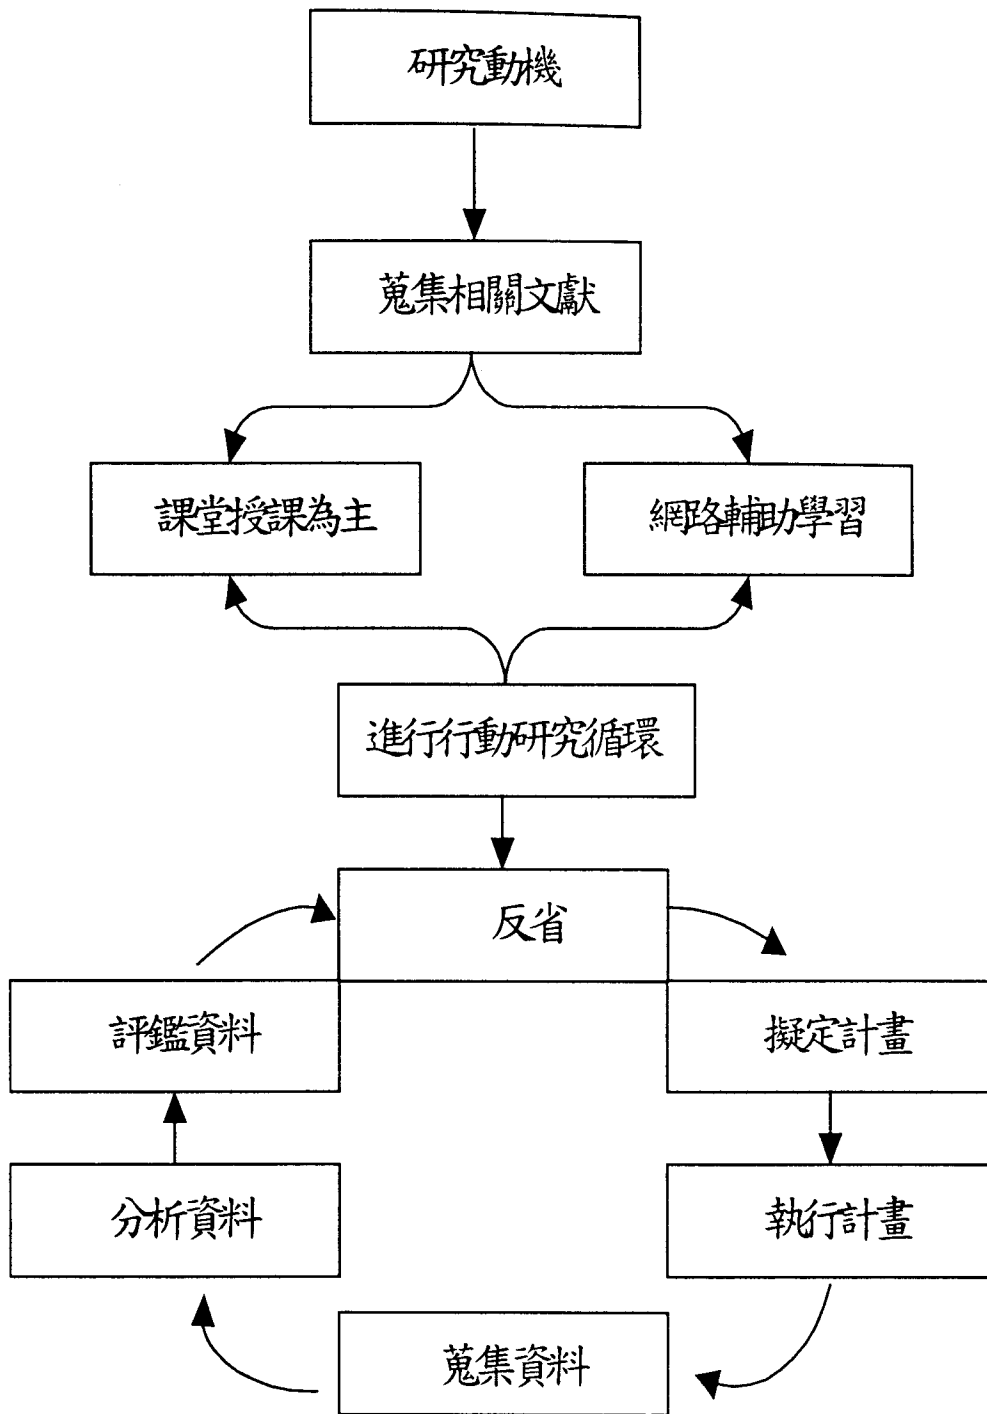 研究動機
蒐集相關文獻
課堂授課為主
網路輔助學習
進行行動研究循環
反省
評鑑資料
擬定計畫
分析資料
執行計畫
蒐集資料